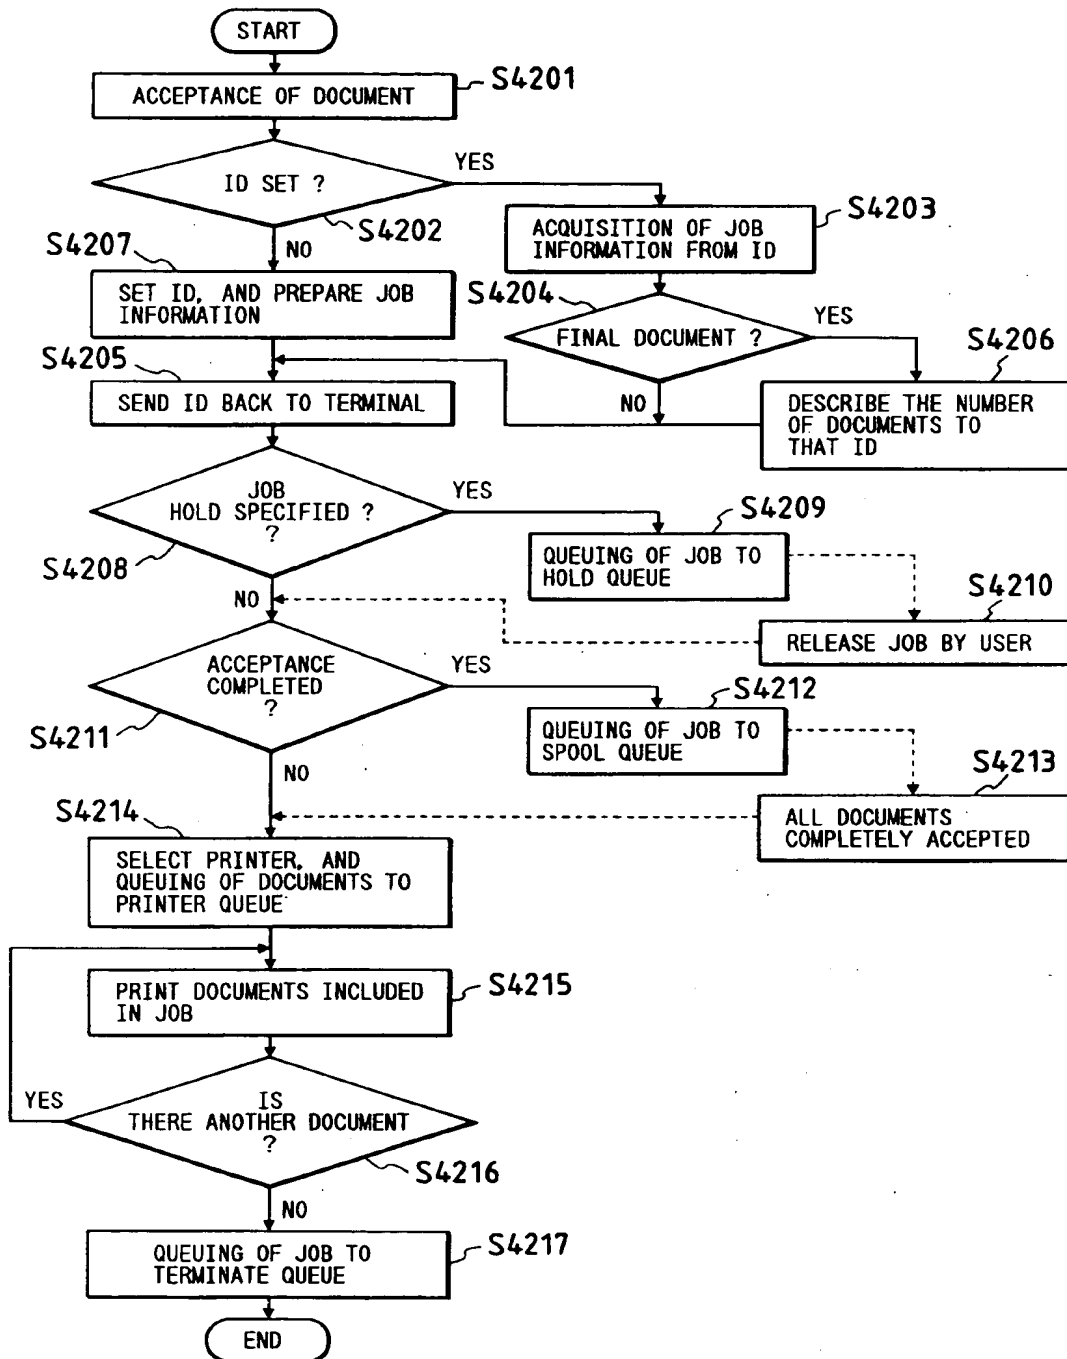 START
ACCEPTANCE OF DOCUMENT
S4201
ID SET ?
YES
S4202
NO
ACQUISITION OF JOB
INFORMATION FROM ID
S4203
S4207
SET ID, AND PREPARE JOB
INFORMATION
S4204
FINAL DOCUMENT ?
YES
NO
S4206
DESCRIBE THE NUMBER
OF DOCUMENTS TO
THAT ID
S4205
SEND ID BACK TO TERMINAL
JOB
HOLD SPECIFIED ?
?
YES
S4208
NO
S4209
QUEUING OF JOB TO
HOLD QUEUE
S4210
RELEASE JOB BY USER
ACCEPTANCE
COMPLETED
?
YES
S4211
NO
S4212
QUEUING OF JOB TO
SPOOL QUEUE
S4213
ALL DOCUMENTS
COMPLETELY ACCEPTED
S4214
SELECT PRINTER, AND
QUEUING OF DOCUMENTS TO
PRINTER QUEUE
PRINT DOCUMENTS INCLUDED
IN JOB
S4215
YES
IS
THERE ANOTHER DOCUMENT
?
S4216
NO
QUEUING OF JOB TO
TERMINATE QUEUE
S4217
END